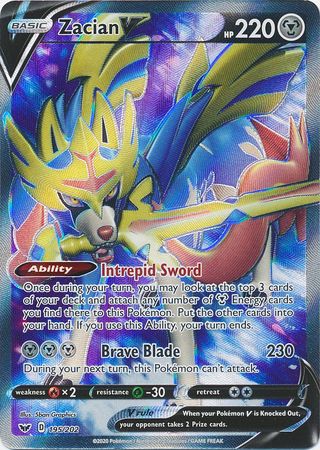 BASIC Zacian V HP 220
Ability Intrepid Sword
Once during your turn, you may look at the top 3 cards
of your deck and attach any number of Energy cards
you find there to this Pokémon. Put the other cards into
your hand. If you use this Ability, your turn ends.
Brave Blade 230
During your next turn, this Pokémon can't attack.
weakness ×2 resistance -30 retreat
V rule When your Pokémon V is Knocked Out,
your opponent takes 2 Prize cards.
Illus. 5ban Graphics
D 195/202
©2020 Pokémon / Nintendo / Creatures / GAME FREAK